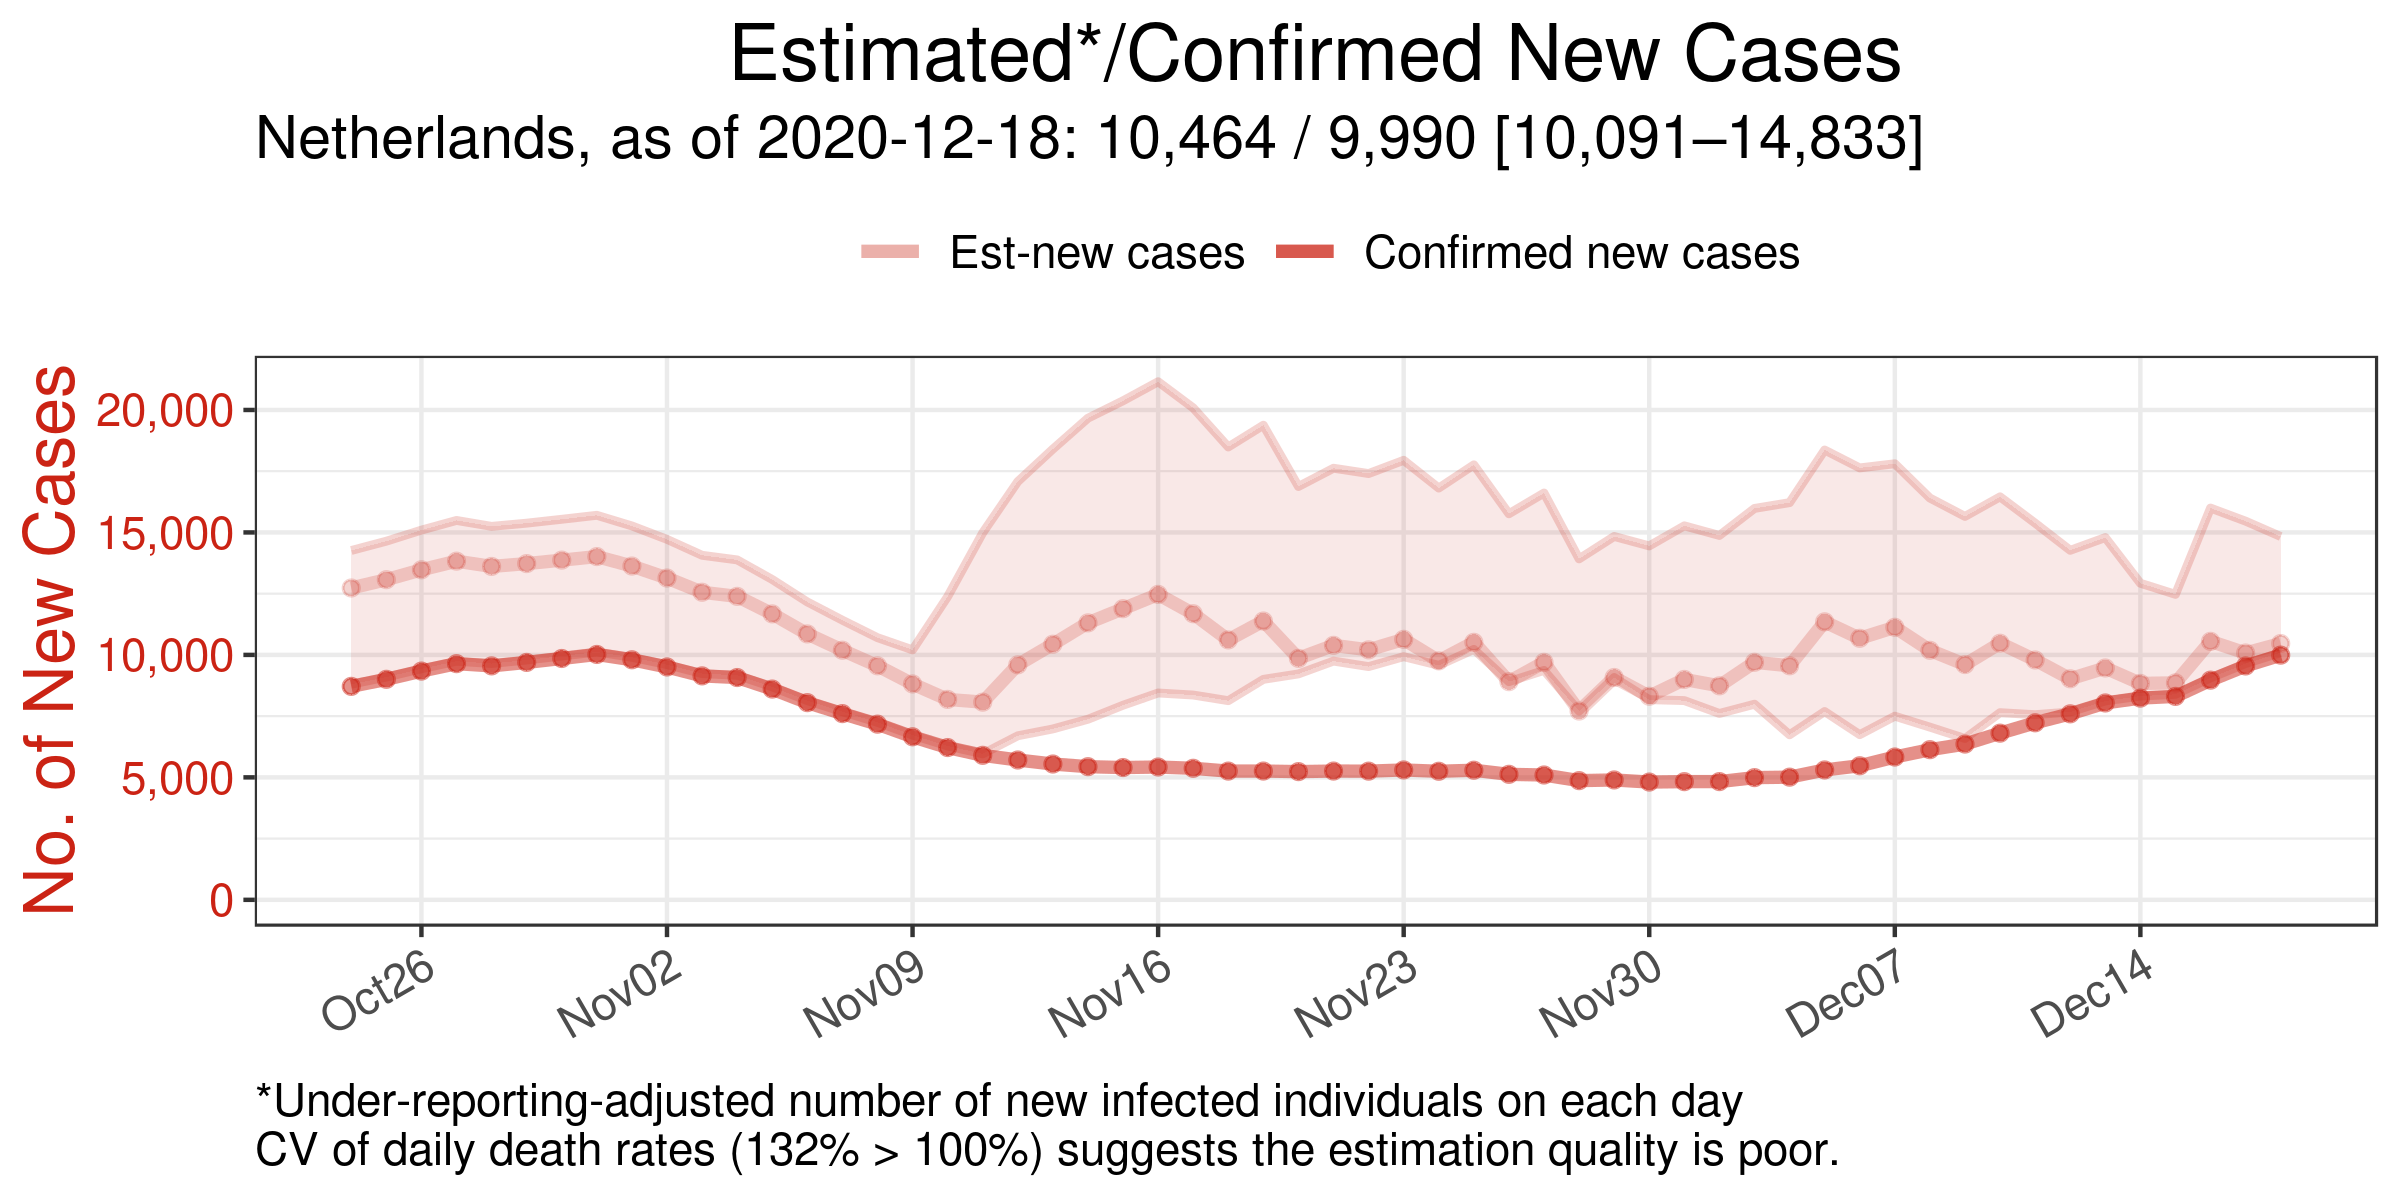 Estimated*/Confirmed New Cases
Netherlands, as of 2020-12-18: 10,464 / 9,990 [10,091–14,833]
Est-new cases
Confirmed new cases
No. of New Cases
20,000
15,000
10,000
5,000
0
Oct26
Nov02
Nov09
Nov16
Nov23
Nov30
Dec07
Dec14
*Under-reporting-adjusted number of new infected individuals on each day
CV of daily death rates (132% > 100%) suggests the estimation quality is poor.